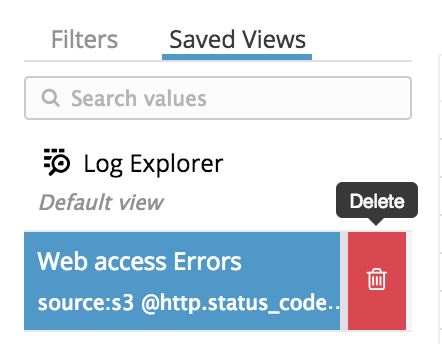 Filters Saved Views
Search values
Log Explorer
Default view
Delete
Web access Errors
source:s3 @http.status_code..